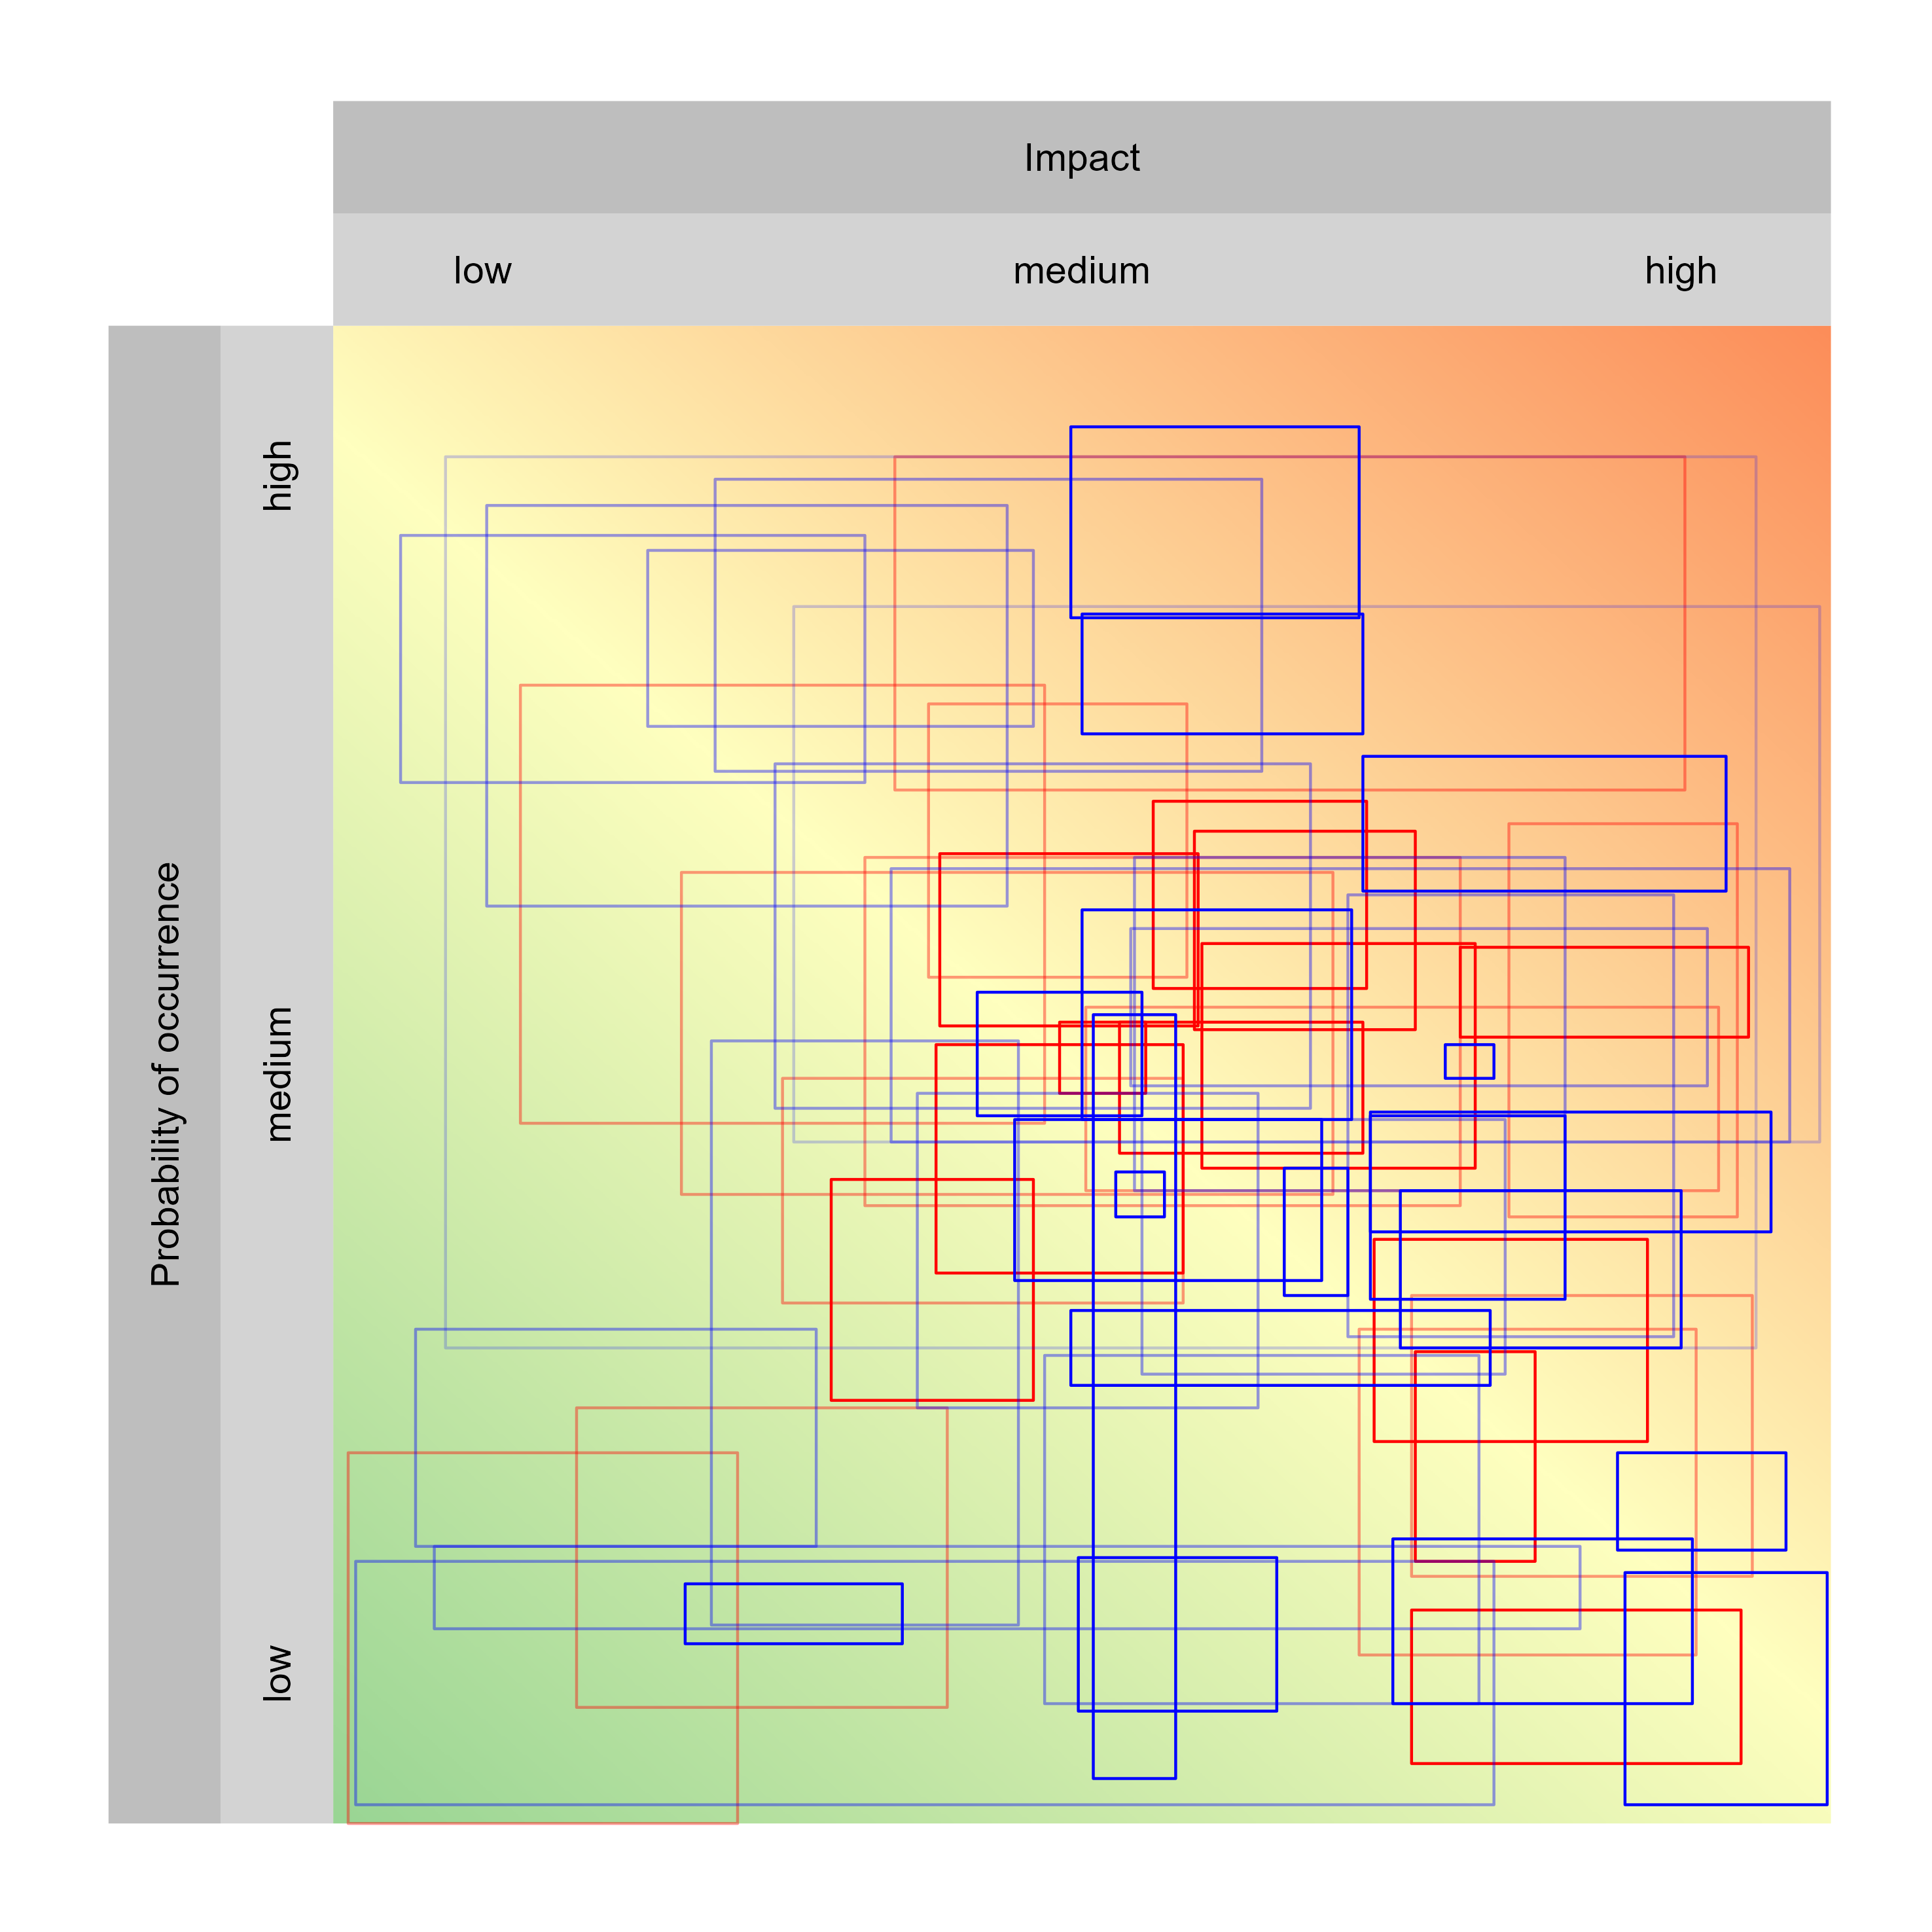 Impact
low medium high
Probability of occurrence
high
medium
low